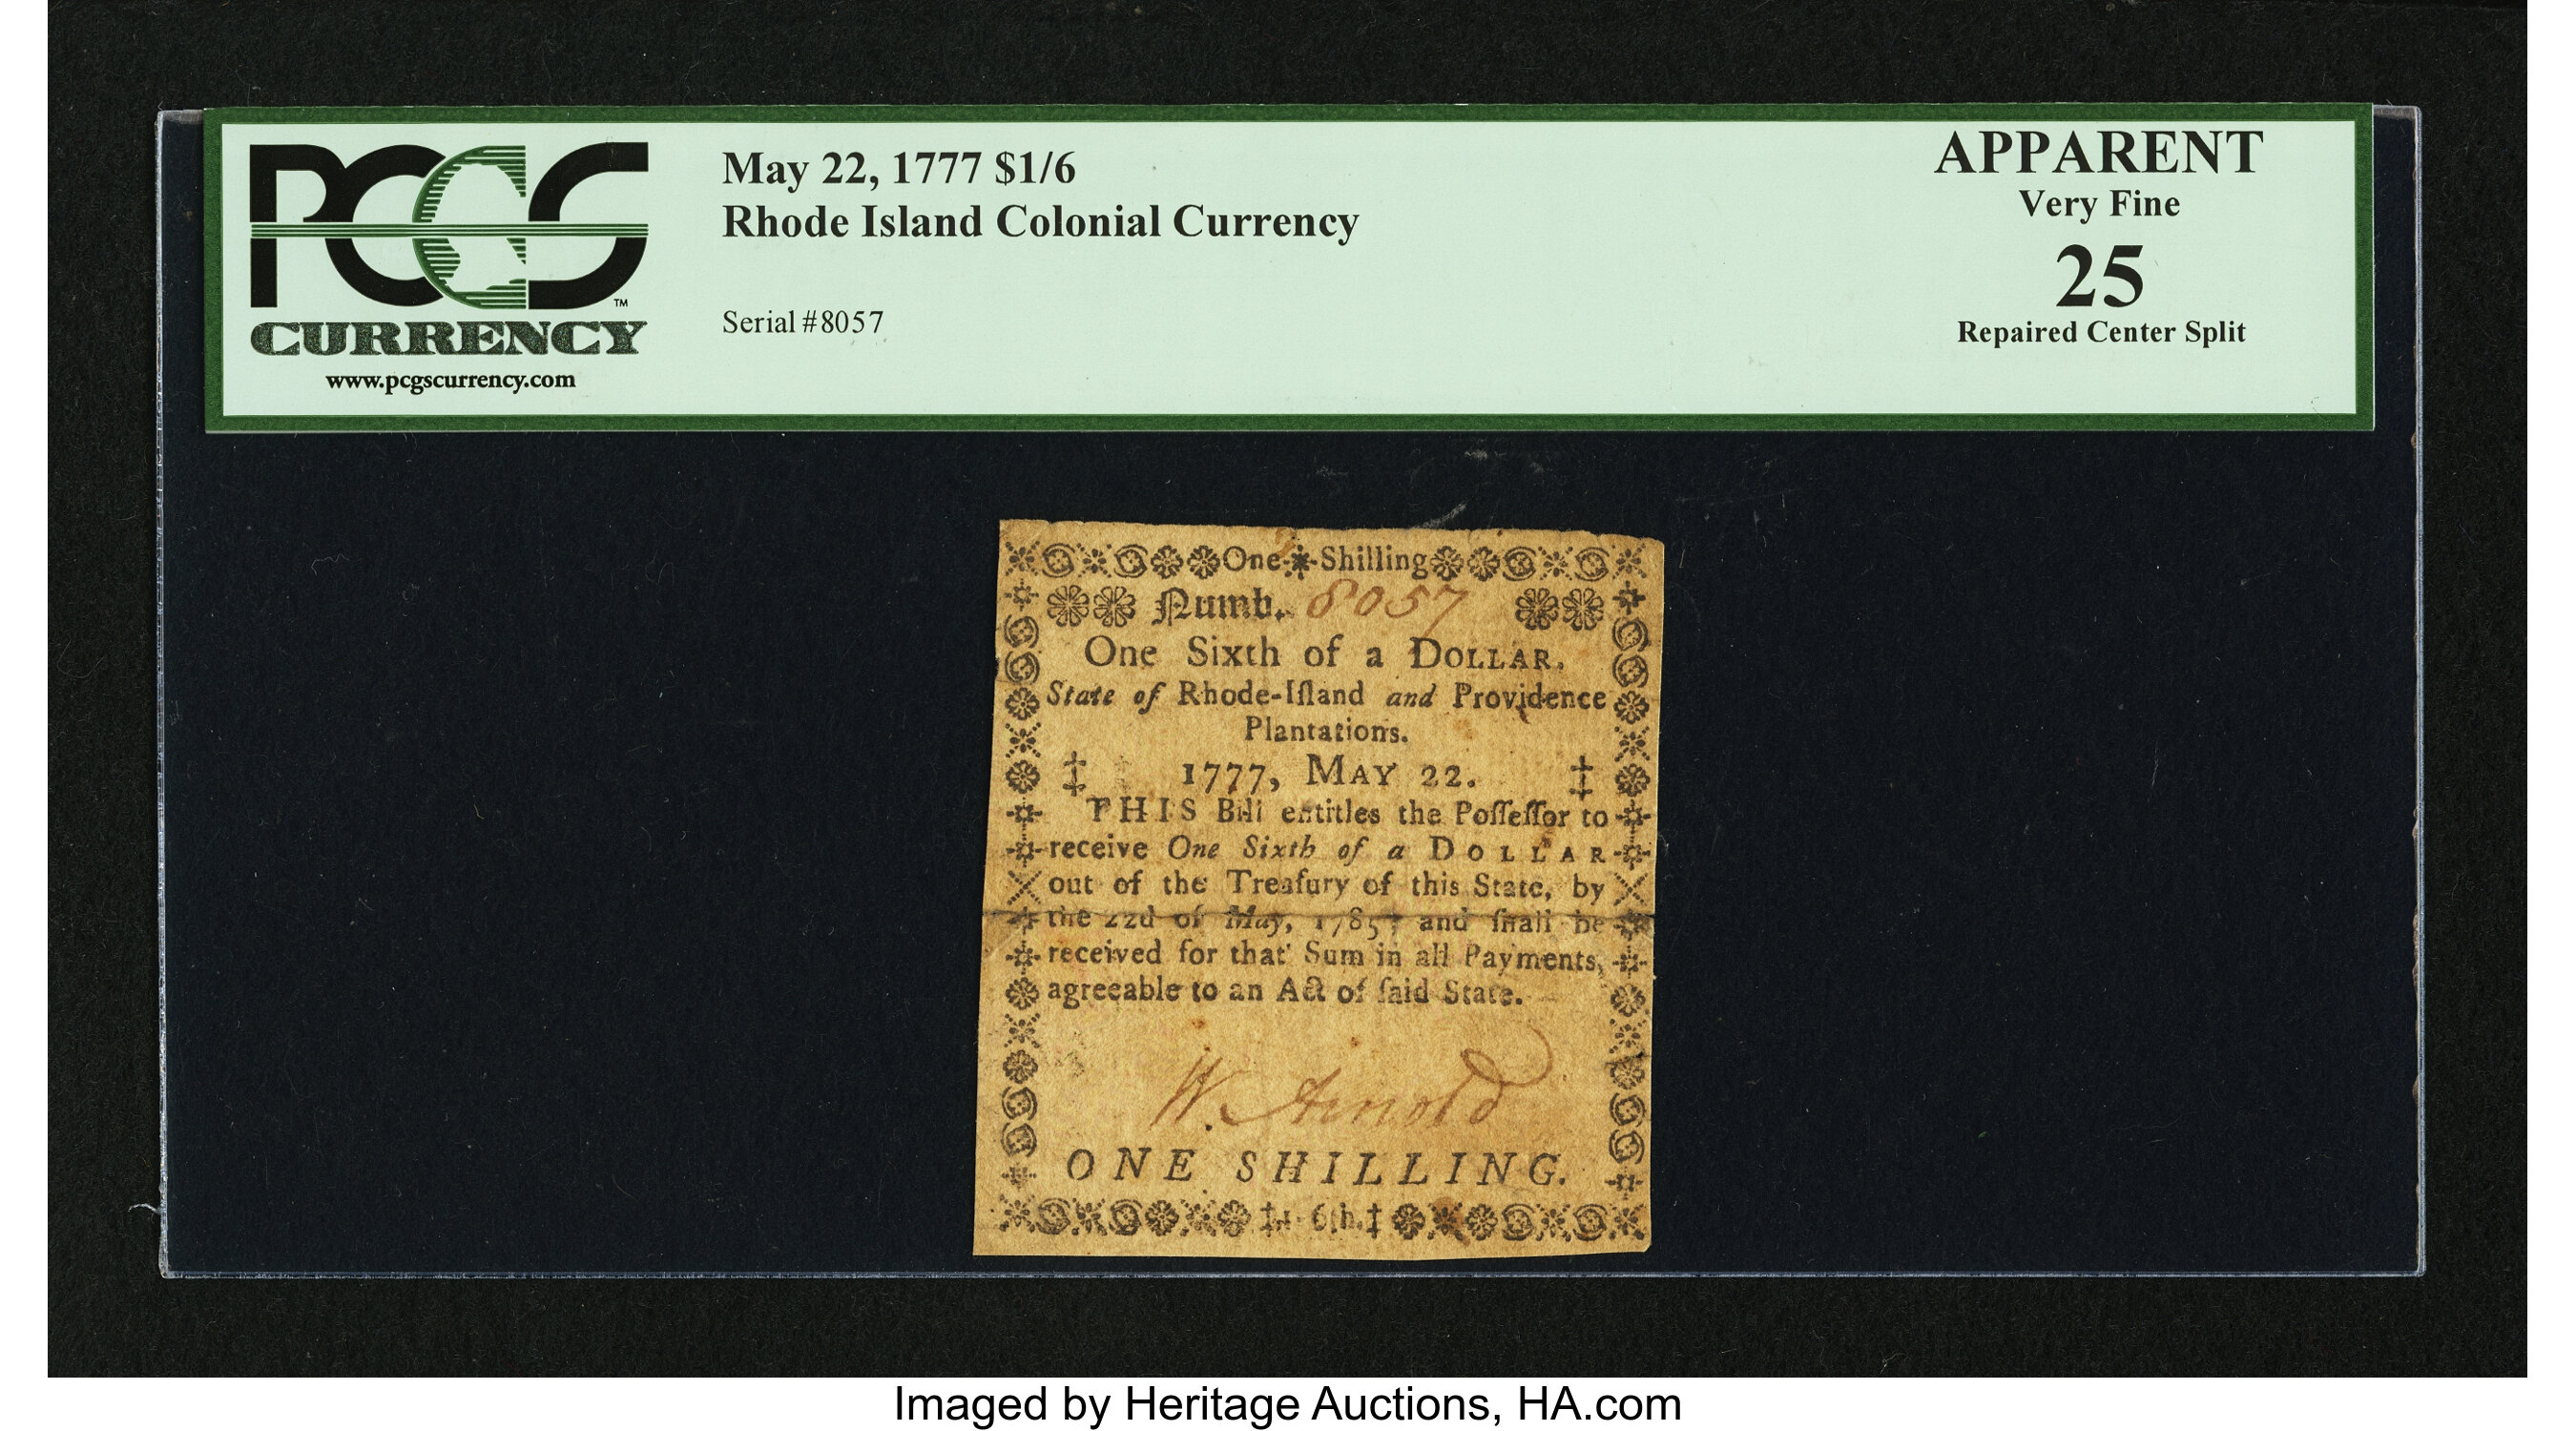 PCGS
CURRENCY
www.pcgscurrency.com
TM
May 22, 1777 $1/6
Rhode Island Colonial Currency
Serial #8057
APPARENT
Very Fine
25
Repaired Center Split
One Shilling
Numb. 8057
One Sixth of a DOLLAR.
State of Rhode-Iſland and Providence
Plantations.
‡ 1777, MAY 22. ‡
THIS Bill entitles the Poſſeſſor to
receive One Sixth of a DOLLAR
out of the Treaſury of this State, by
the 22d of May, 1785; and ſhall be
received for that Sum in all Payments,
agreeable to an Act of ſaid State.
W. Arnold
ONE SHILLING.
‡ 6th. ‡
Imaged by Heritage Auctions, HA.com